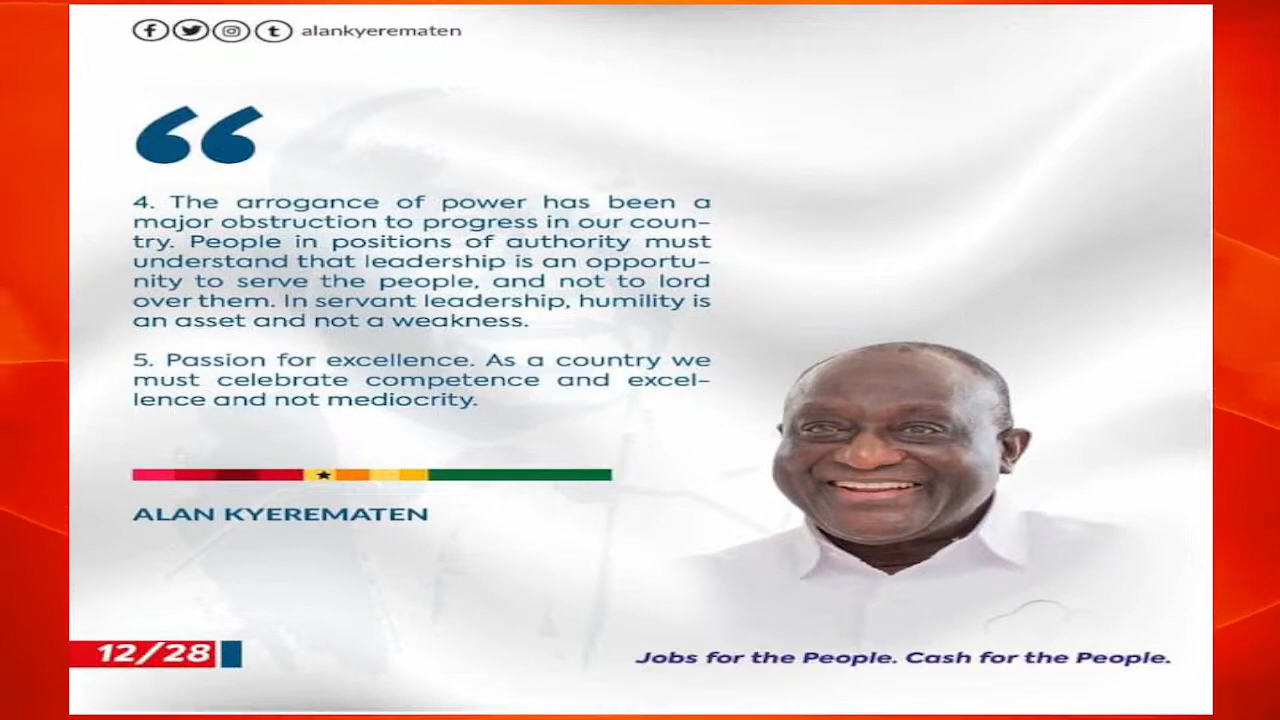 alankyerematen
4. The arrogance of power has been a
major obstruction to progress in our coun-
try. People in positions of authority must
understand that leadership is an opportu-
nity to serve the people, and not to lord
over them. In servant leadership, humility is
an asset and not a weakness.
5. Passion for excellence. As a country we
must celebrate competence and excel-
lence and not mediocrity.
ALAN KYEREMATEN
12/28
Jobs for the People. Cash for the People.